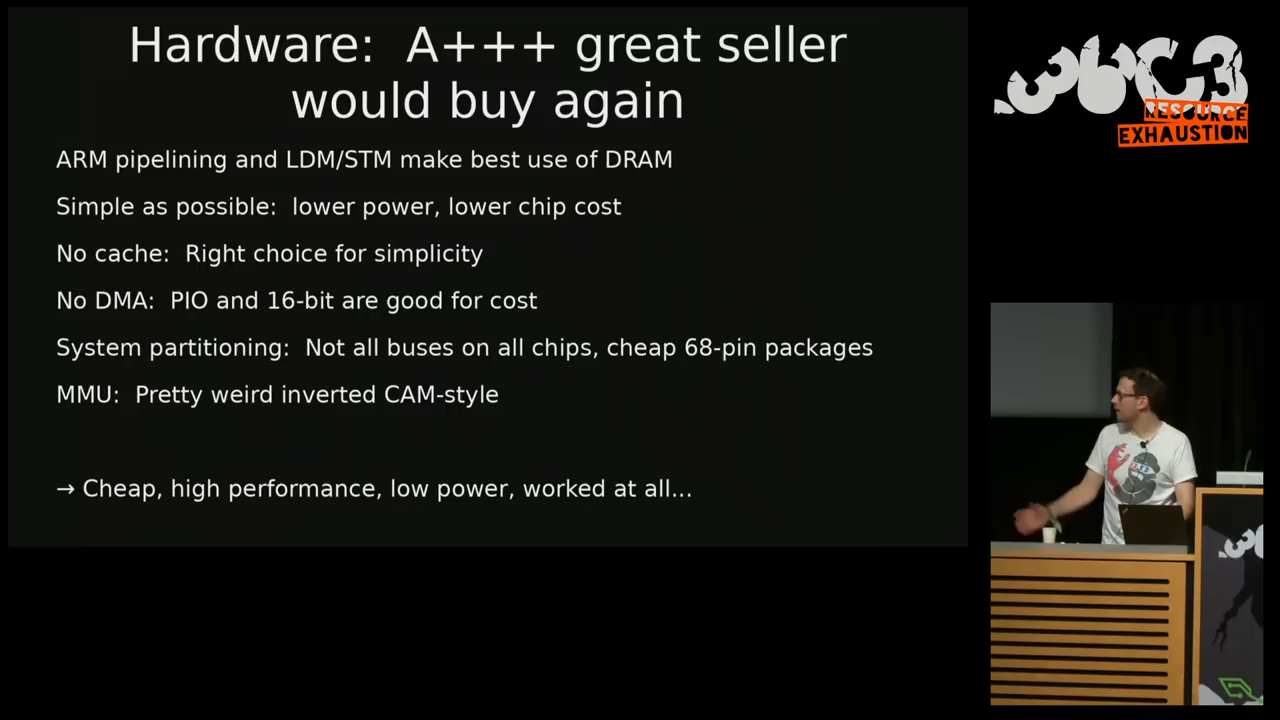 Hardware:  A+++ great seller
would buy again
ARM pipelining and LDM/STM make best use of DRAM
Simple as possible:  lower power, lower chip cost
No cache:  Right choice for simplicity
No DMA:  PIO and 16-bit are good for cost
System partitioning:  Not all buses on all chips, cheap 68-pin packages
MMU:  Pretty weird inverted CAM-style
→ Cheap, high performance, low power, worked at all...
36C3
RESOURCE
EXHAUSTION